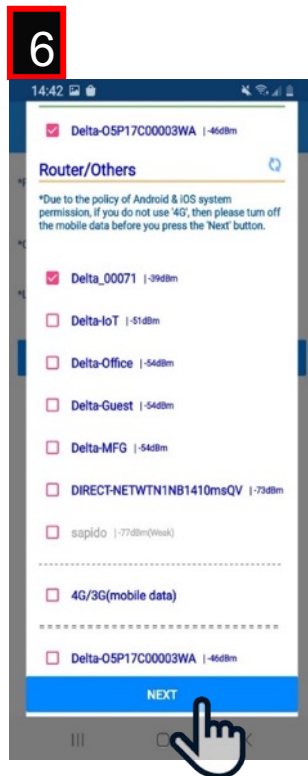 6
14:42
Delta-O5P17C00003WA |-46dBm
Router/Others
*Due to the policy of Android & iOS system
permission, if you do not use '4G', then please turn off
the mobile data before you press the 'Next' button.
Delta_00071 |-39dBm
Delta-IoT |-51dBm
Delta-Office |-54dBm
Delta-Guest |-54dBm
Delta-MFG |-54dBm
DIRECT-NETWTN1NB1410msQV |-73dBm
sapido |-77dBm(Weak)
4G/3G(mobile data)
Delta-O5P17C00003WA |-46dBm
NEXT